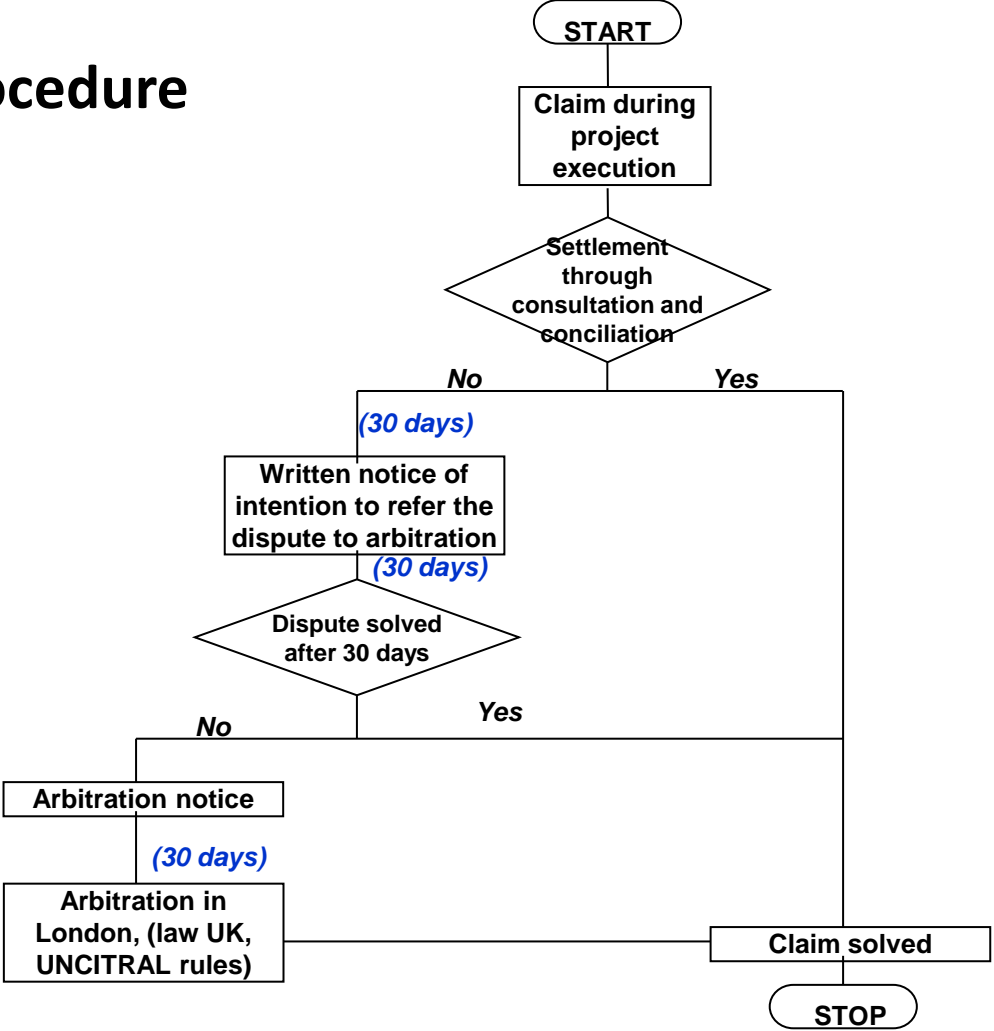 START
ocedure
Claim during
project
execution
Settlement
through
consultation and
conciliation
No
Yes
(30 days)
Written notice of
intention to refer the
dispute to arbitration
(30 days)
Dispute solved
after 30 days
No
Yes
Arbitration notice
(30 days)
Arbitration in
London, (law UK,
UNCITRAL rules)
Claim solved
STOP